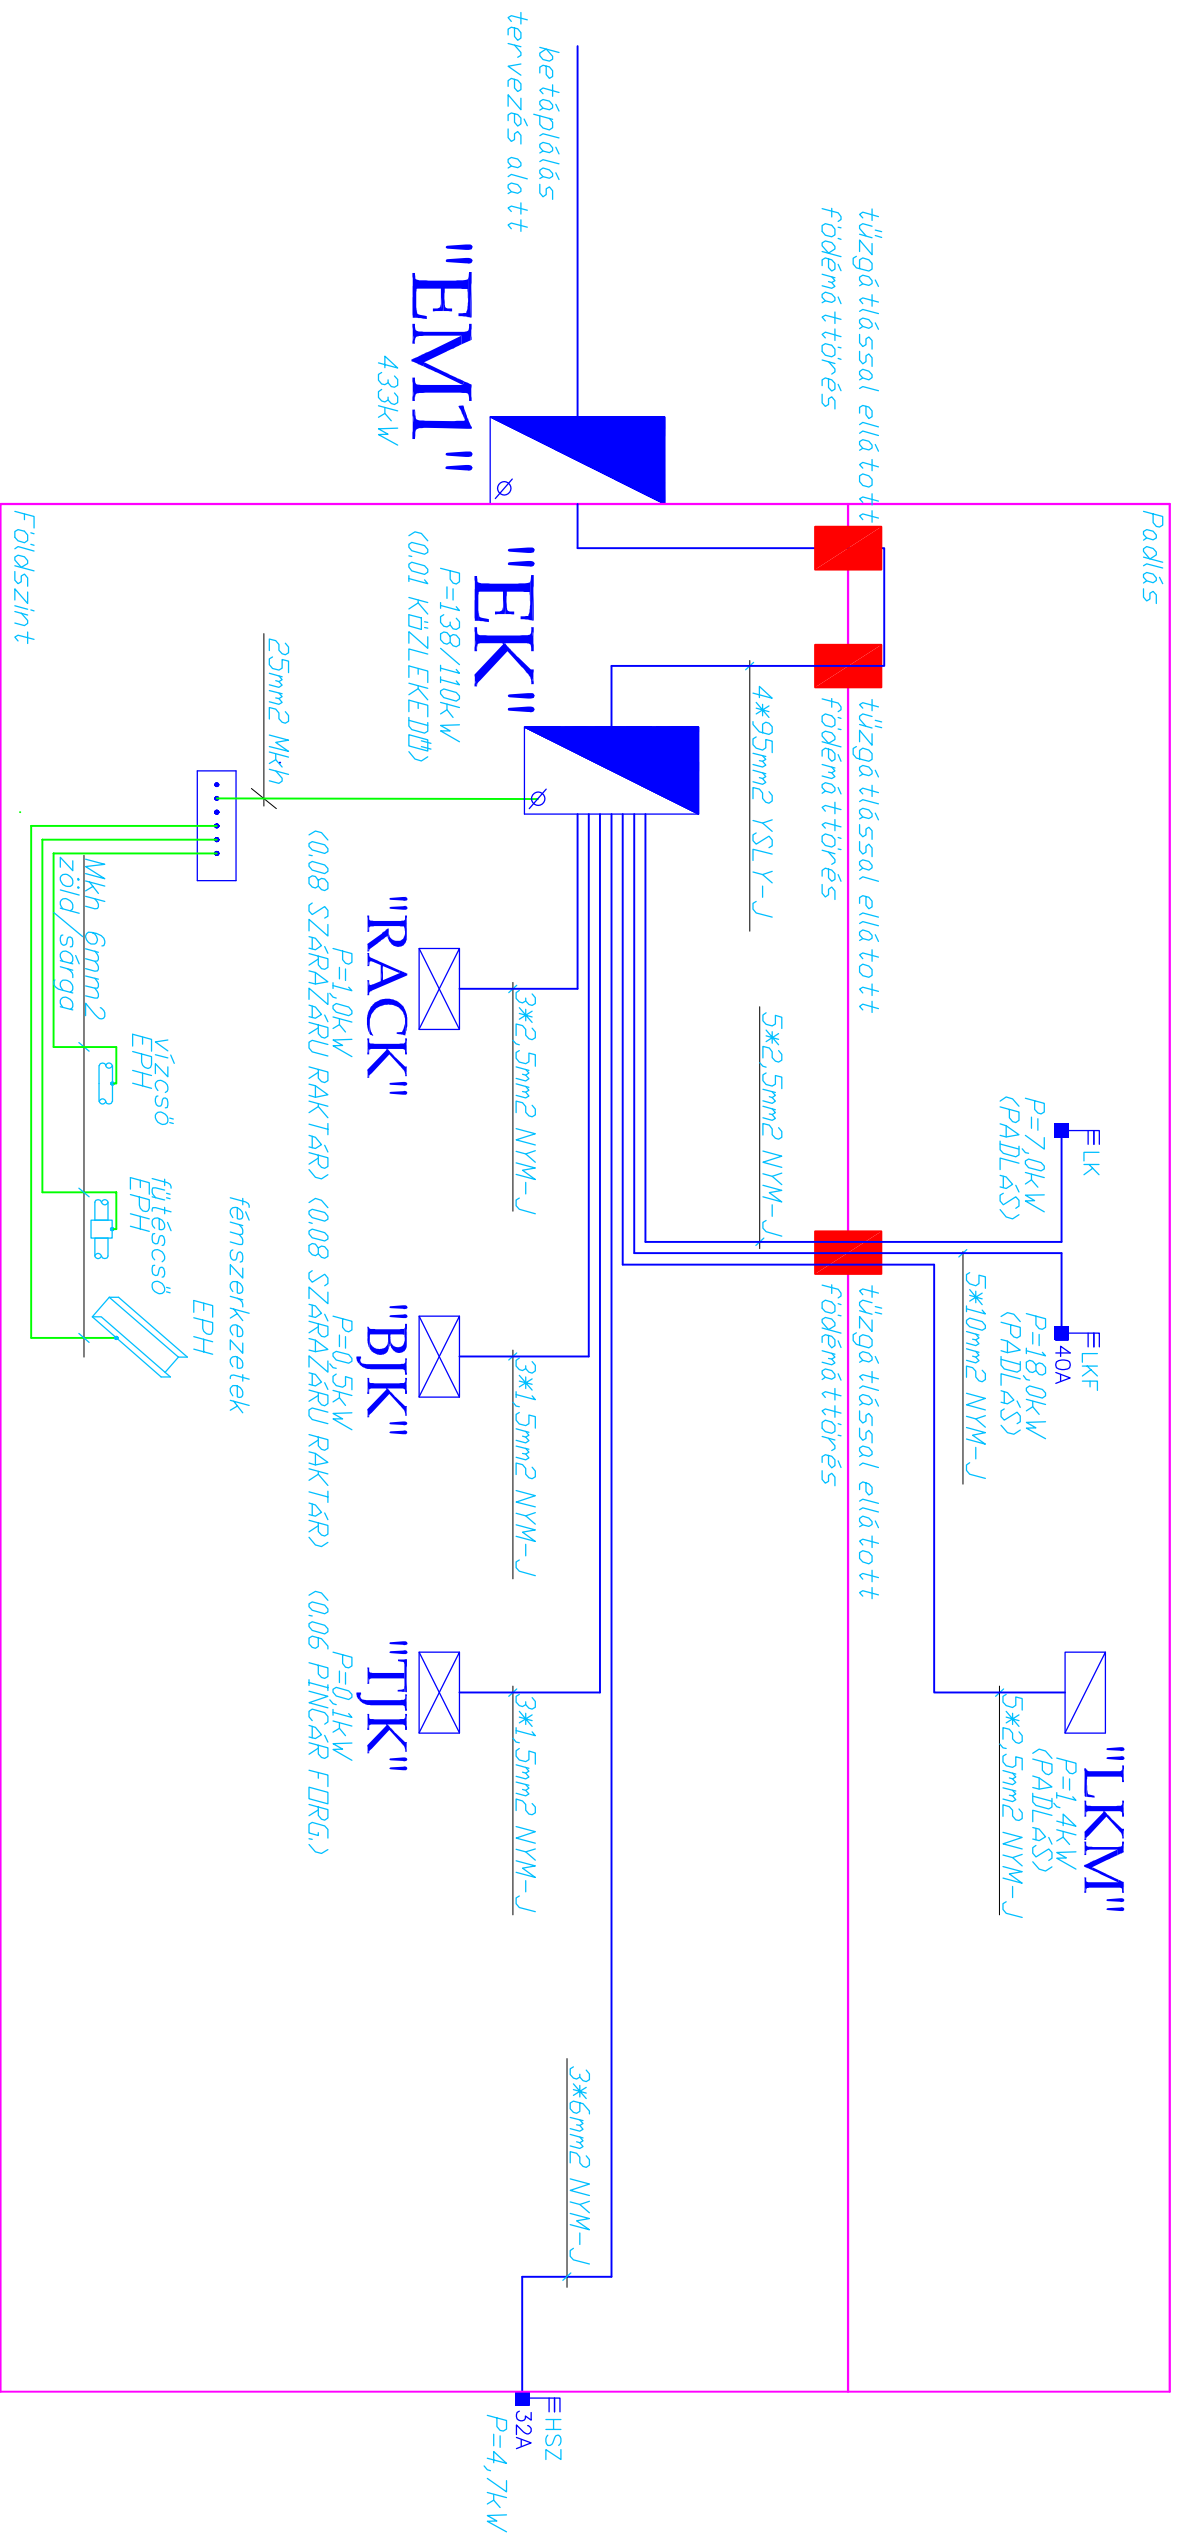 betáplálás
tervezés alatt
"EM1"
433kW
tűzgátlással ellátott
födémáttörés
Padlás
Földszint
"EK"
P=138/110kW
(0.01 KÖZLEKEDŐ)
25mm2 Mkh
4*95mm2 YSLY-J
tűzgátlással ellátott
födémáttörés
Mkh 6mm2
zöld/sárga
vízcső
EPH
fűtéscső
EPH
fémszerkezetek
EPH
"RACK"
P=1,0kW
(0.08 SZÁRAZÁRU RAKTÁR)
3*2,5mm2 NYM-J
5*2,5mm2 NYM-J
LK
P=7,0kW
(PADLÁS)
"BJK"
P=0,5kW
(0.08 SZÁRAZÁRU RAKTÁR)
3*1,5mm2 NYM-J
tűzgátlással ellátott
födémáttörés
5*10mm2 NYM-J
LKF
40A
P=18,0kW
(PADLÁS)
"TJK"
P=0,1kW
(0.06 PINCÁR FORG.)
3*1,5mm2 NYM-J
"LKM"
P=1,4kW
(PADLÁS)
5*2,5mm2 NYM-J
3*6mm2 NYM-J
HSZ
32A
P=4,7kW